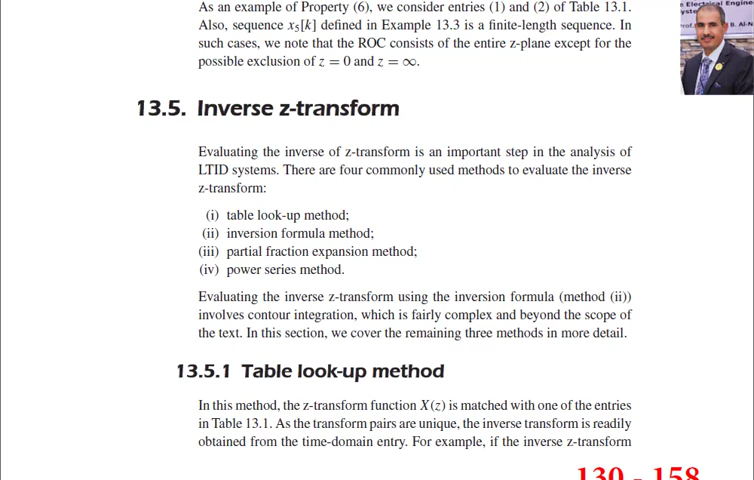 As an example of Property (6), we consider entries (1) and (2) of Table 13.1.
Also, sequence x₅[k] defined in Example 13.3 is a finite-length sequence. In
such cases, we note that the ROC consists of the entire z-plane except for the
possible exclusion of z = 0 and z = ∞.
13.5. Inverse z-transform
Evaluating the inverse of z-transform is an important step in the analysis of
LTID systems. There are four commonly used methods to evaluate the inverse
z-transform:
(i) table look-up method;
(ii) inversion formula method;
(iii) partial fraction expansion method;
(iv) power series method.
Evaluating the inverse z-transform using the inversion formula (method (ii))
involves contour integration, which is fairly complex and beyond the scope of
the text. In this section, we cover the remaining three methods in more detail.
13.5.1 Table look-up method
In this method, the z-transform function X(z) is matched with one of the entries
in Table 13.1. As the transform pairs are unique, the inverse transform is readily
obtained from the time-domain entry. For example, if the inverse z-transform
130 - 158